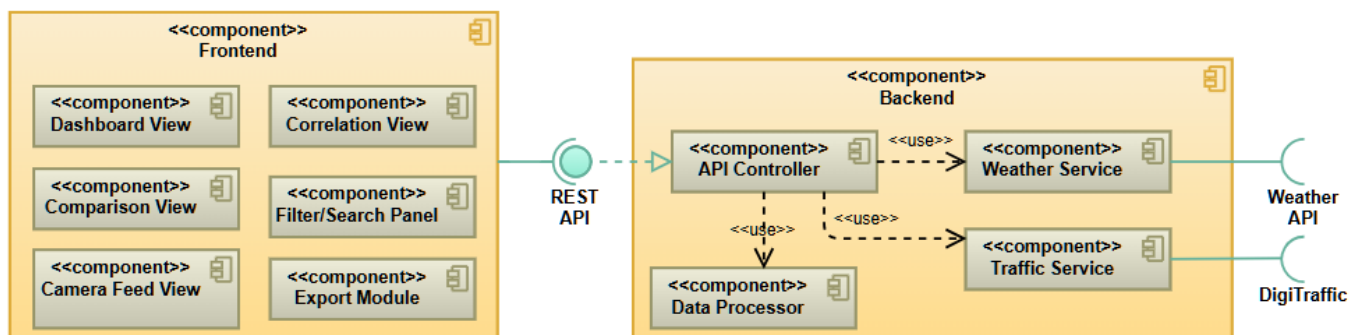 <<component>>
Frontend
<<component>>
Dashboard View
<<component>>
Correlation View
<<component>>
Comparison View
<<component>>
Filter/Search Panel
<<component>>
Camera Feed View
<<component>>
Export Module
REST
API
<<component>>
Backend
<<component>>
API Controller
<<use>>
<<component>>
Weather Service
<<use>>
<<use>>
<<component>>
Data Processor
<<component>>
Traffic Service
Weather
API
DigiTraffic